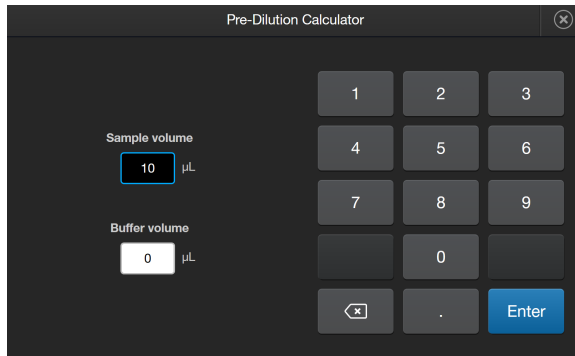 Pre-Dilution Calculator
Sample volume
10 µL
Buffer volume
0 µL
1 2 3
4 5 6
7 8 9
0
. Enter